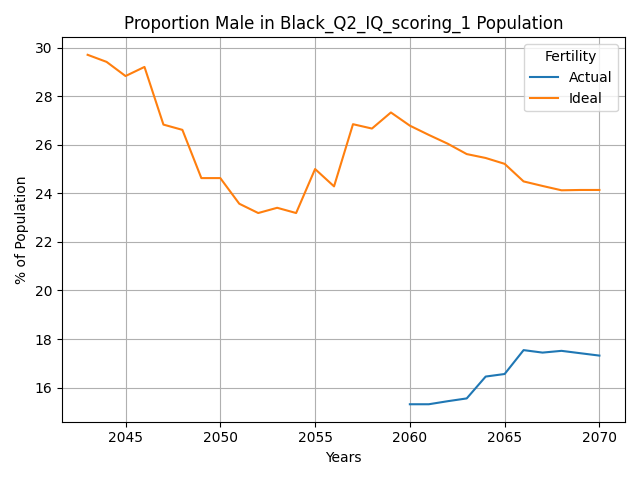 Proportion Male in Black_Q2_IQ_scoring_1 Population
Fertility
Actual
Ideal
% of Population
30
28
26
24
22
20
18
16
2045
2050
2055
2060
2065
2070
Years